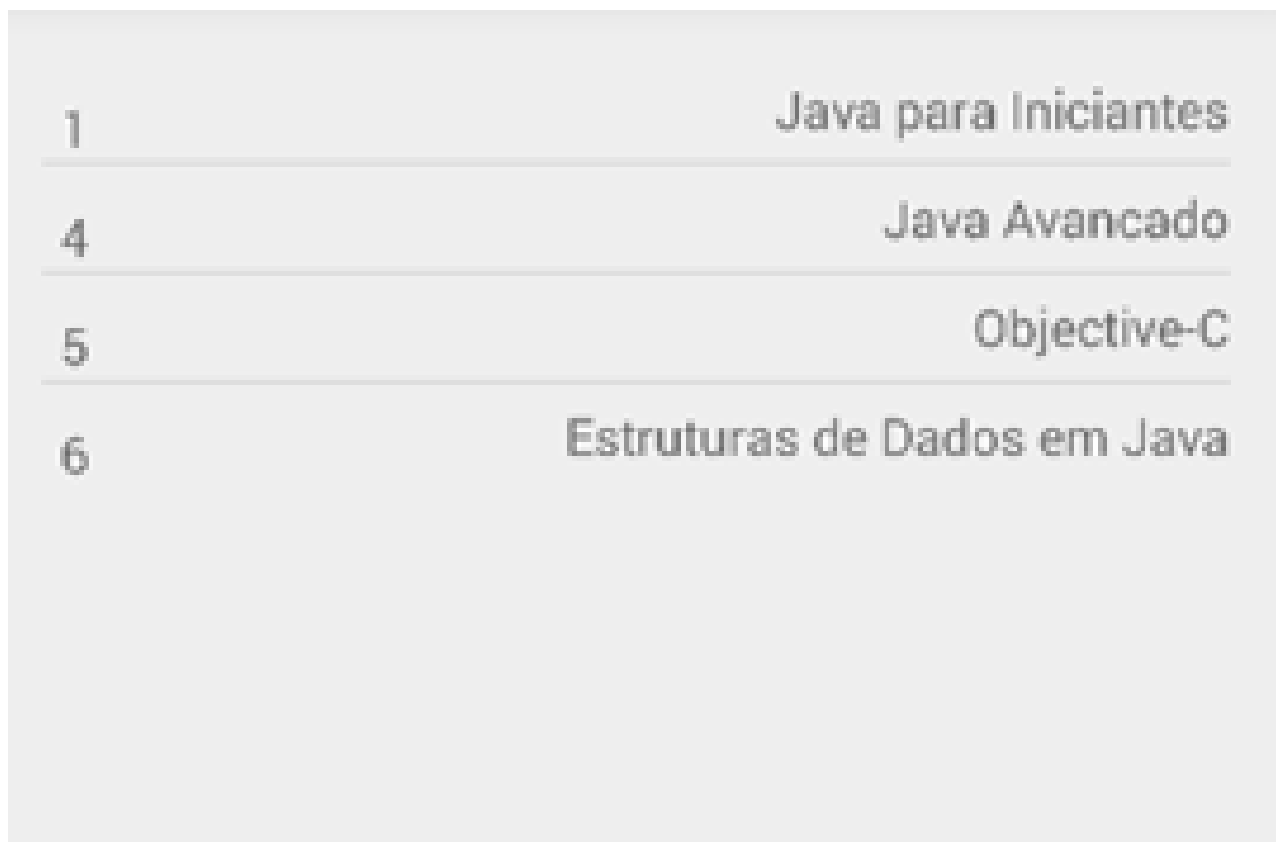 1 Java para Iniciantes
4 Java Avancado
5 Objective-C
6 Estruturas de Dados em Java